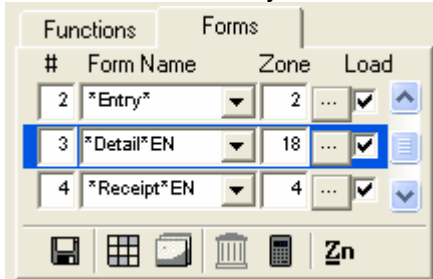 Functions Forms
# Form Name Zone Load
2 *Entry* 2 ...
3 *Detail*EN 18 ...
4 *Receipt*EN 4 ...
Zn